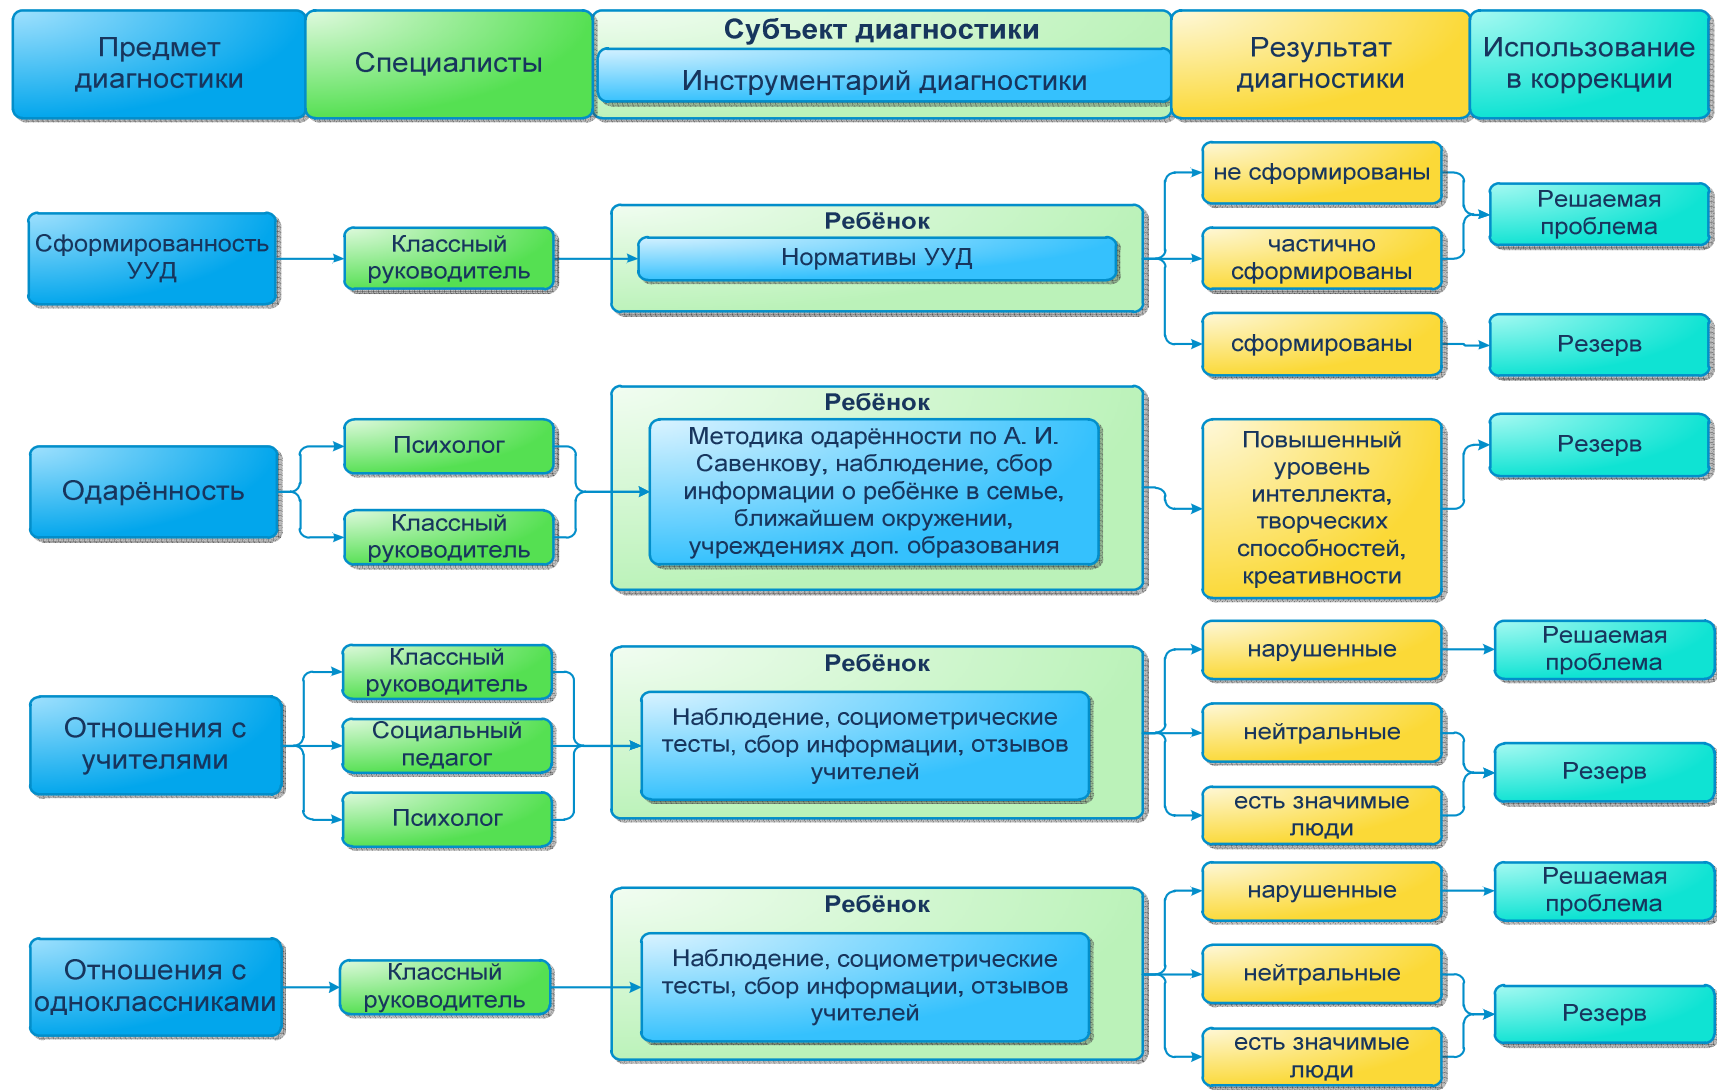 Предмет
диагностики
Специалисты
Субъект диагностики
Инструментарий диагностики
Результат
диагностики
Использование
в коррекции
Сформированность
УУД
Классный
руководитель
Ребёнок
Нормативы УУД
не сформированы
частично
сформированы
сформированы
Решаемая
проблема
Резерв
Одарённость
Психолог
Классный
руководитель
Ребёнок
Методика одарённости по А. И.
Савенкову, наблюдение, сбор
информации о ребёнке в семье,
ближайшем окружении,
учреждениях доп. образования
Повышенный
уровень
интеллекта,
творческих
способностей,
креативности
Резерв
Отношения с
учителями
Классный
руководитель
Социальный
педагог
Психолог
Ребёнок
Наблюдение, социометрические
тесты, сбор информации, отзывов
учителей
нарушенные
нейтральные
есть значимые
люди
Решаемая
проблема
Резерв
Отношения с
одноклассниками
Классный
руководитель
Ребёнок
Наблюдение, социометрические
тесты, сбор информации, отзывов
учителей
нарушенные
нейтральные
есть значимые
люди
Решаемая
проблема
Резерв